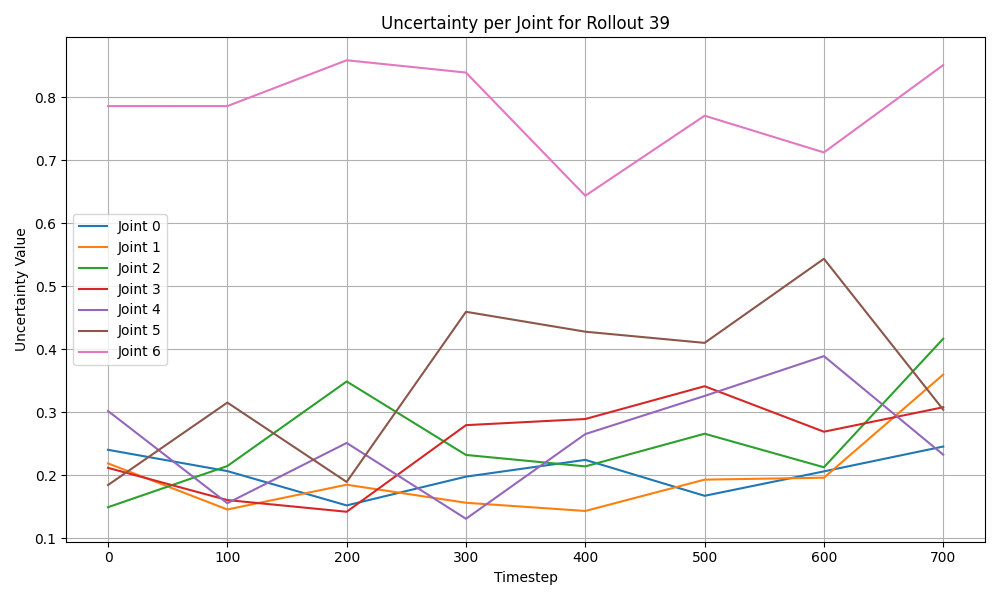 Uncertainty per Joint for Rollout 39
Uncertainty Value
0.8
0.7
0.6
0.5
0.4
0.3
0.2
0.1
Joint 0
Joint 1
Joint 2
Joint 3
Joint 4
Joint 5
Joint 6
0 100 200 300 400 500 600 700
Timestep